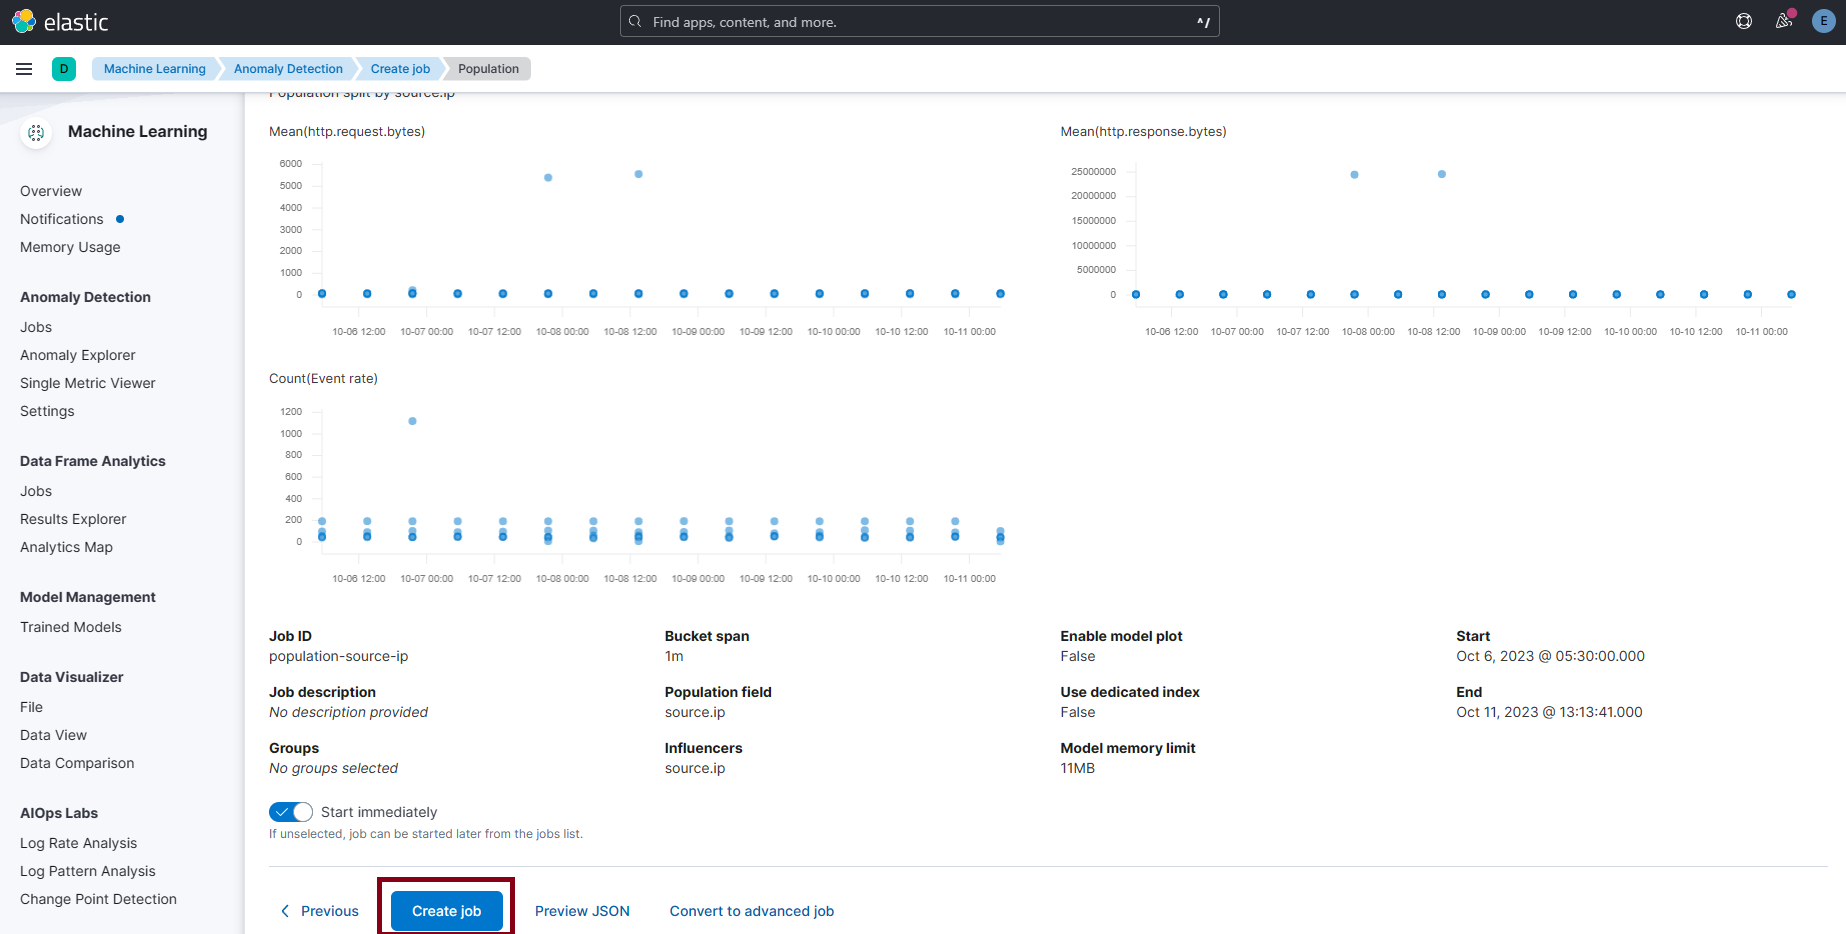 elastic
Find apps, content, and more.
^/
E
D
Machine Learning
Anomaly Detection
Create job
Population
Machine Learning
Overview
Notifications
Memory Usage
Anomaly Detection
Jobs
Anomaly Explorer
Single Metric Viewer
Settings
Data Frame Analytics
Jobs
Results Explorer
Analytics Map
Model Management
Trained Models
Data Visualizer
File
Data View
Data Comparison
AIOps Labs
Log Rate Analysis
Log Pattern Analysis
Change Point Detection
Population split by source.ip
Mean(http.request.bytes)
6000
5000
4000
3000
2000
1000
0
10-06 12:00 10-07 00:00 10-07 12:00 10-08 00:00 10-08 12:00 10-09 00:00 10-09 12:00 10-10 00:00 10-10 12:00 10-11 00:00
Mean(http.response.bytes)
25000000
20000000
15000000
10000000
5000000
0
10-06 12:00 10-07 00:00 10-07 12:00 10-08 00:00 10-08 12:00 10-09 00:00 10-09 12:00 10-10 00:00 10-10 12:00 10-11 00:00
Count(Event rate)
1200
1000
800
600
400
200
0
10-06 12:00 10-07 00:00 10-07 12:00 10-08 00:00 10-08 12:00 10-09 00:00 10-09 12:00 10-10 00:00 10-10 12:00 10-11 00:00
Job ID
population-source-ip
Job description
No description provided
Groups
No groups selected
Bucket span
1m
Population field
source.ip
Influencers
source.ip
Enable model plot
False
Use dedicated index
False
Model memory limit
11MB
Start
Oct 6, 2023 @ 05:30:00.000
End
Oct 11, 2023 @ 13:13:41.000
Start immediately
If unselected, job can be started later from the jobs list.
Previous
Create job
Preview JSON
Convert to advanced job